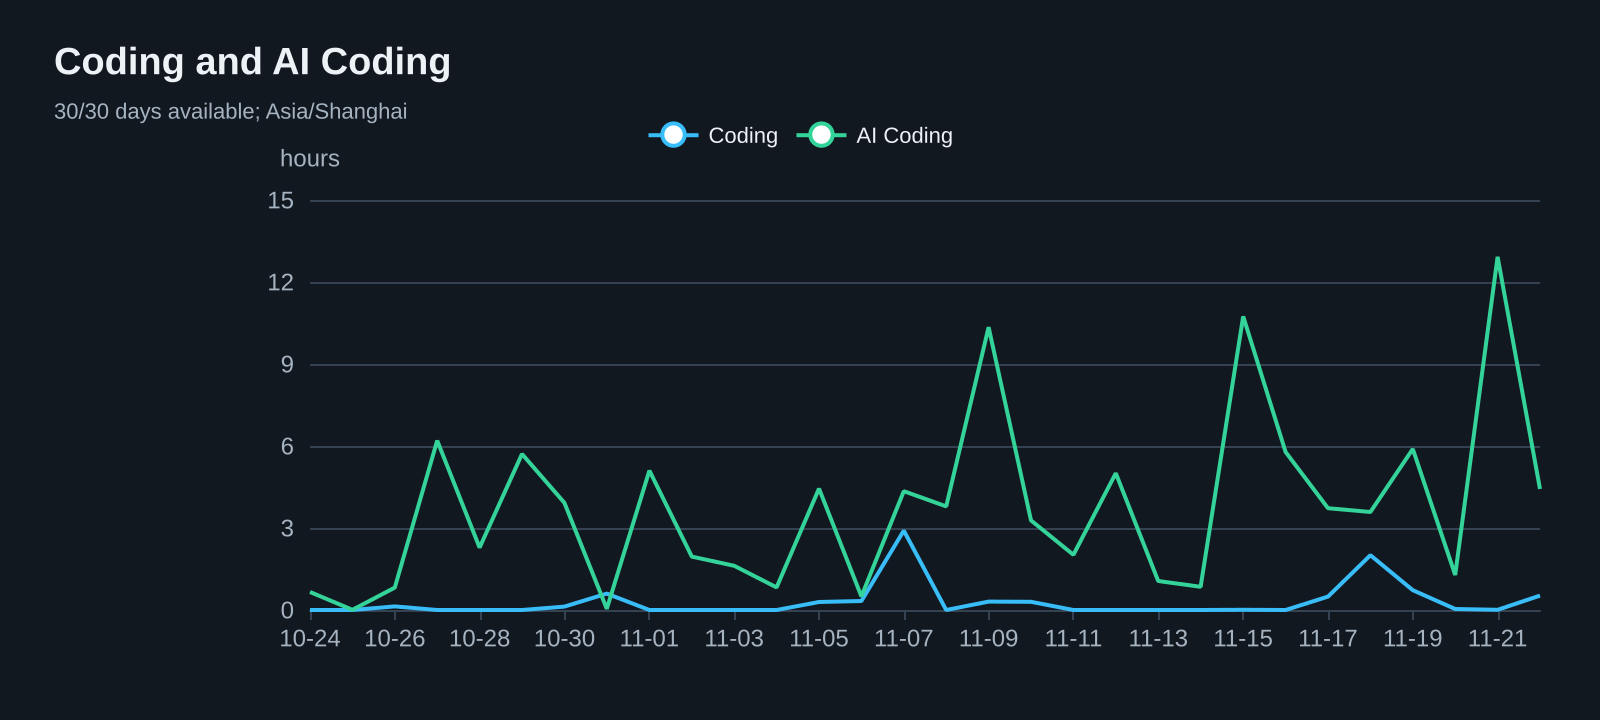 Coding and AI Coding
30/30 days available; Asia/Shanghai
Coding AI Coding
hours
15
12
9
6
3
0
10-24 10-26 10-28 10-30 11-01 11-03 11-05 11-07 11-09 11-11 11-13 11-15 11-17 11-19 11-21